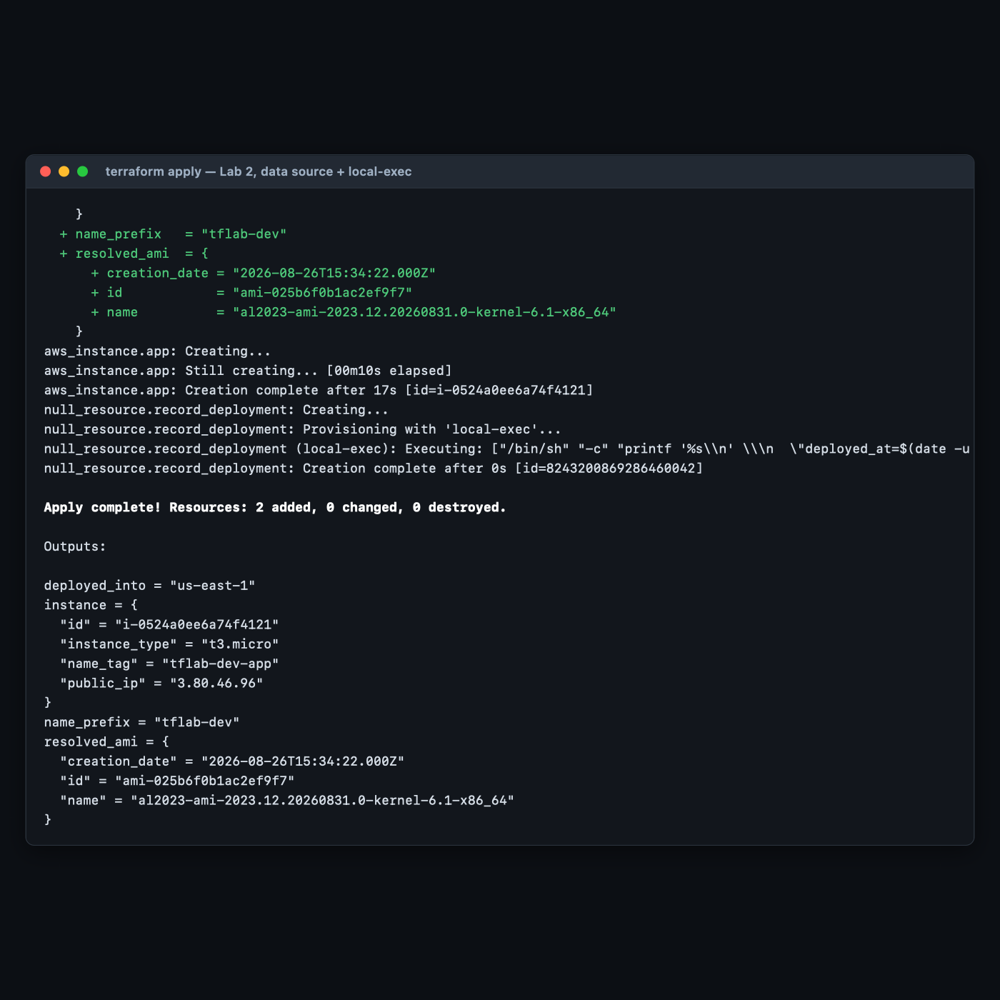 terraform apply — Lab 2, data source + local-exec
    }
  + name_prefix   = "tflab-dev"
  + resolved_ami  = {
      + creation_date = "2026-08-26T15:34:22.000Z"
      + id            = "ami-025b6f0b1ac2ef9f7"
      + name          = "al2023-ami-2023.12.20260831.0-kernel-6.1-x86_64"
    }
aws_instance.app: Creating...
aws_instance.app: Still creating... [00m10s elapsed]
aws_instance.app: Creation complete after 17s [id=i-0524a0ee6a74f4121]
null_resource.record_deployment: Creating...
null_resource.record_deployment: Provisioning with 'local-exec'...
null_resource.record_deployment (local-exec): Executing: ["/bin/sh" "-c" "printf '%s\\n' \\\n  \"deployed_at=$(date -u
null_resource.record_deployment: Creation complete after 0s [id=8243200869286460042]

Apply complete! Resources: 2 added, 0 changed, 0 destroyed.

Outputs:

deployed_into = "us-east-1"
instance = {
  "id" = "i-0524a0ee6a74f4121"
  "instance_type" = "t3.micro"
  "name_tag" = "tflab-dev-app"
  "public_ip" = "3.80.46.96"
}
name_prefix = "tflab-dev"
resolved_ami = {
  "creation_date" = "2026-08-26T15:34:22.000Z"
  "id" = "ami-025b6f0b1ac2ef9f7"
  "name" = "al2023-ami-2023.12.20260831.0-kernel-6.1-x86_64"
}